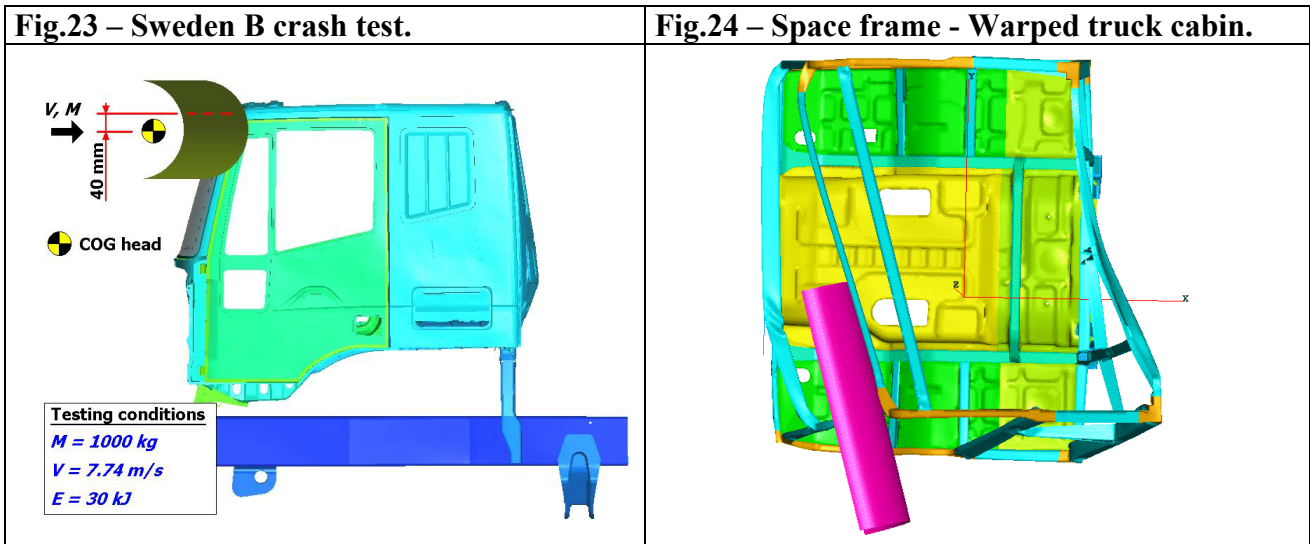 Fig.23 – Sweden B crash test.
Fig.24 – Space frame - Warped truck cabin.
V, M
40 mm
COG head
Testing conditions
M = 1000 kg
V = 7.74 m/s
E = 30 kJ
Y
Z
X